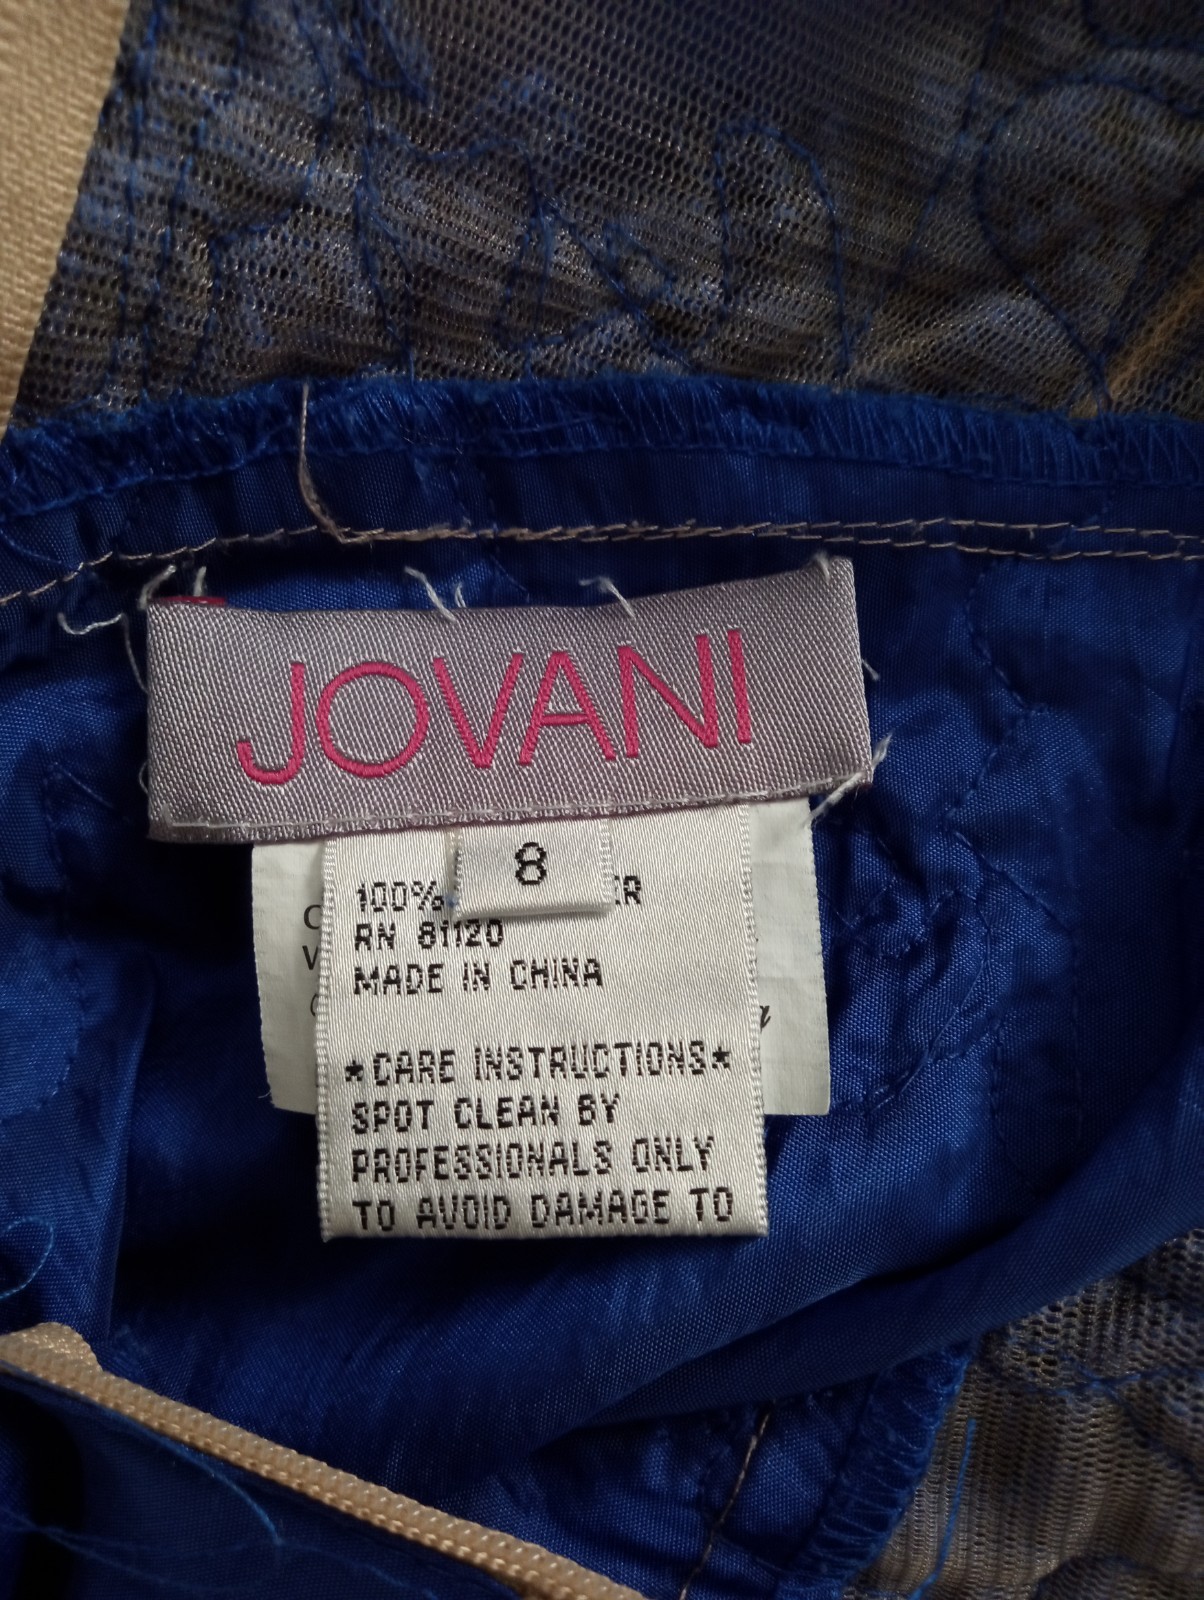 JOVANI
8
100%
RN 81120
MADE IN CHINA
★CARE INSTRUCTIONS★
SPOT CLEAN BY
PROFESSIONALS ONLY
TO AVOID DAMAGE TO